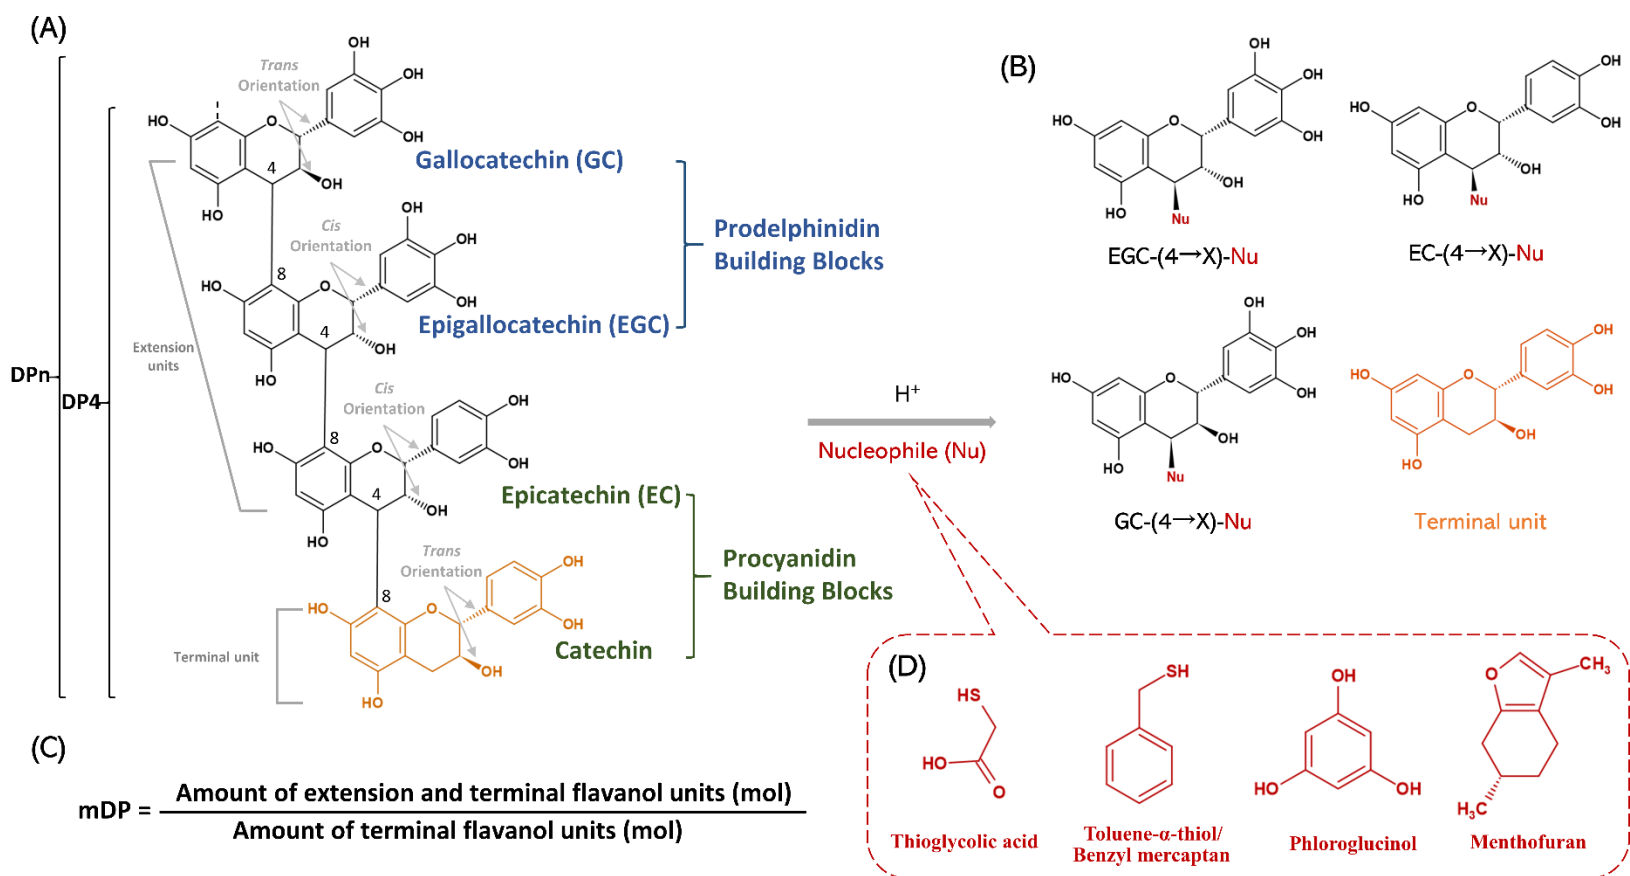 (A)
Trans
Orientation
OH
OH
OH
HO
O
4
OH
HO
Gallocatechin (GC)
Cis
Orientation
OH
OH
OH
8
HO
O
4
OH
HO
Epigallocatechin (EGC)
Prodelphinidin
Building Blocks
Extension
units
DPn
DP4
Cis
Orientation
OH
OH
8
HO
O
4
OH
HO
Epicatechin (EC)
Trans
Orientation
OH
OH
8
HO
O
OH
HO
Catechin
Procyanidin
Building Blocks
Terminal unit
H⁺
Nucleophile (Nu)
(B)
OH
OH
OH
HO
O
OH
HO
Nu
EGC-(4→X)-Nu
OH
OH
HO
O
OH
HO
Nu
EC-(4→X)-Nu
OH
OH
OH
HO
O
OH
HO
Nu
GC-(4→X)-Nu
OH
OH
HO
O
OH
HO
Terminal unit
(C)
mDP =
Amount of extension and terminal flavanol units (mol)
Amount of terminal flavanol units (mol)
(D)
HS
HO
O
Thioglycolic acid
SH
Toluene-α-thiol/
Benzyl mercaptan
OH
HO
OH
Phloroglucinol
O
CH₃
H₃C
Menthofuran